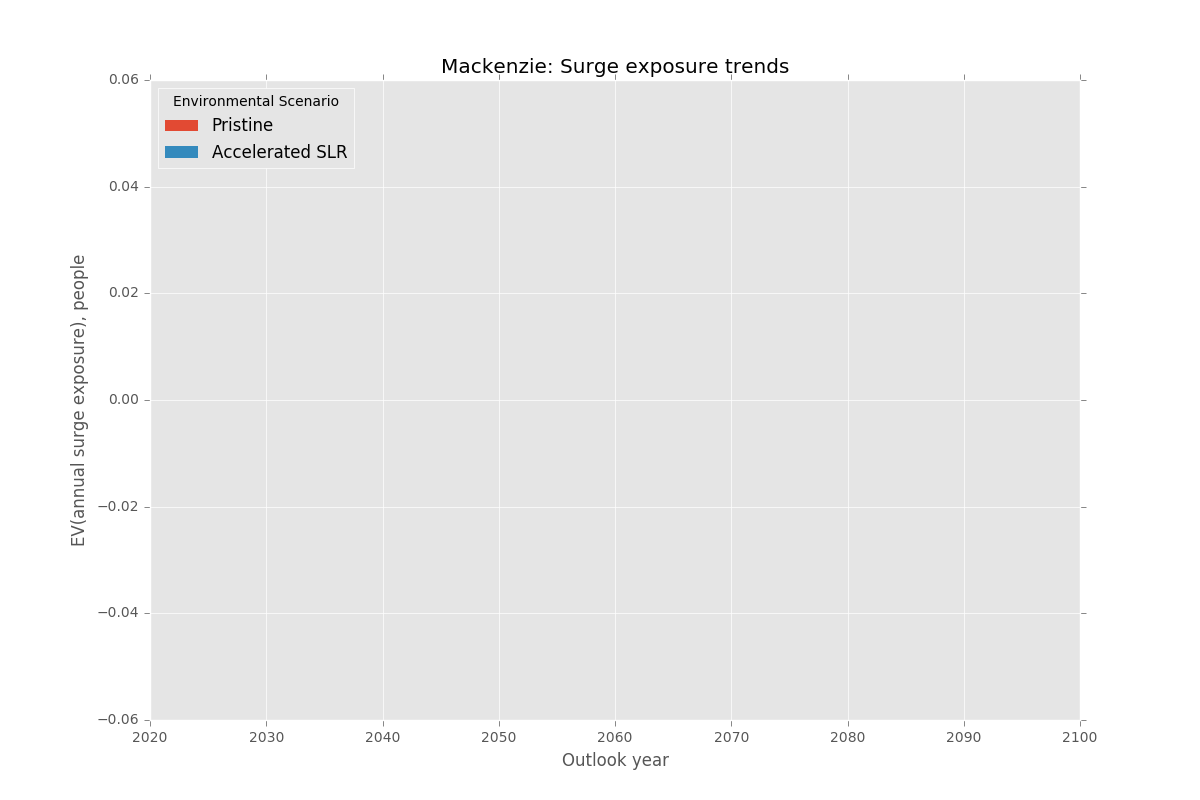 Mackenzie: Surge exposure trends
Environmental Scenario
Pristine
Accelerated SLR
EV(annual surge exposure), people
0.06
0.04
0.02
0.00
−0.02
−0.04
−0.06
2020 2030 2040 2050 2060 2070 2080 2090 2100
Outlook year